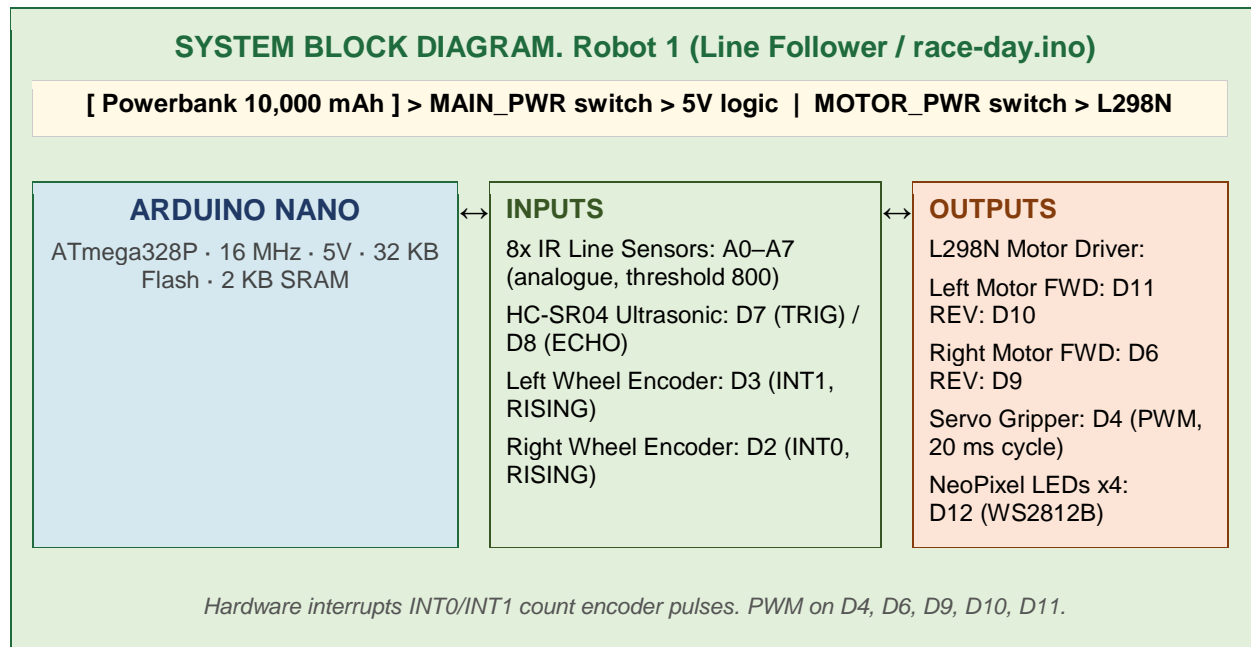 SYSTEM BLOCK DIAGRAM. Robot 1 (Line Follower / race-day.ino)
[ Powerbank 10,000 mAh ] > MAIN_PWR switch > 5V logic | MOTOR_PWR switch > L298N
ARDUINO NANO
ATmega328P · 16 MHz · 5V · 32 KB
Flash · 2 KB SRAM
↔
INPUTS
8x IR Line Sensors: A0–A7
(analogue, threshold 800)
HC-SR04 Ultrasonic: D7 (TRIG) /
D8 (ECHO)
Left Wheel Encoder: D3 (INT1,
RISING)
Right Wheel Encoder: D2 (INT0,
RISING)
↔
OUTPUTS
L298N Motor Driver:
Left Motor FWD: D11
REV: D10
Right Motor FWD: D6
REV: D9
Servo Gripper: D4 (PWM,
20 ms cycle)
NeoPixel LEDs x4:
D12 (WS2812B)
Hardware interrupts INT0/INT1 count encoder pulses. PWM on D4, D6, D9, D10, D11.